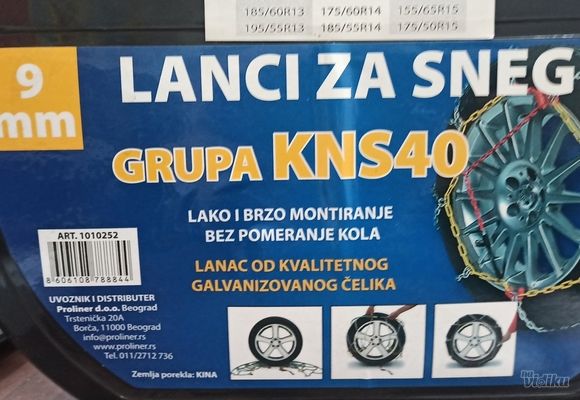 185/60R13 175/60R14 155/65R15
195/55R13 185/55R14 175/50R15
9
mm
LANCI ZA SNEG
GRUPA KNS40
LAKO I BRZO MONTIRANJE
BEZ POMERANJE KOLA
LANAC OD KVALITETNOG
GALVANIZOVANOG ČELIKA
ART. 1010252
8 606108 788844
UVOZNIK I DISTRIBUTER
Proliner d.o.o. Beograd
Trstenička 20A
Borča, 11000 Beograd
info@proliner.rs
www.proliner.rs
Tel. 011/2712 736
Zemlja porekla: KINA
na
Vidiku